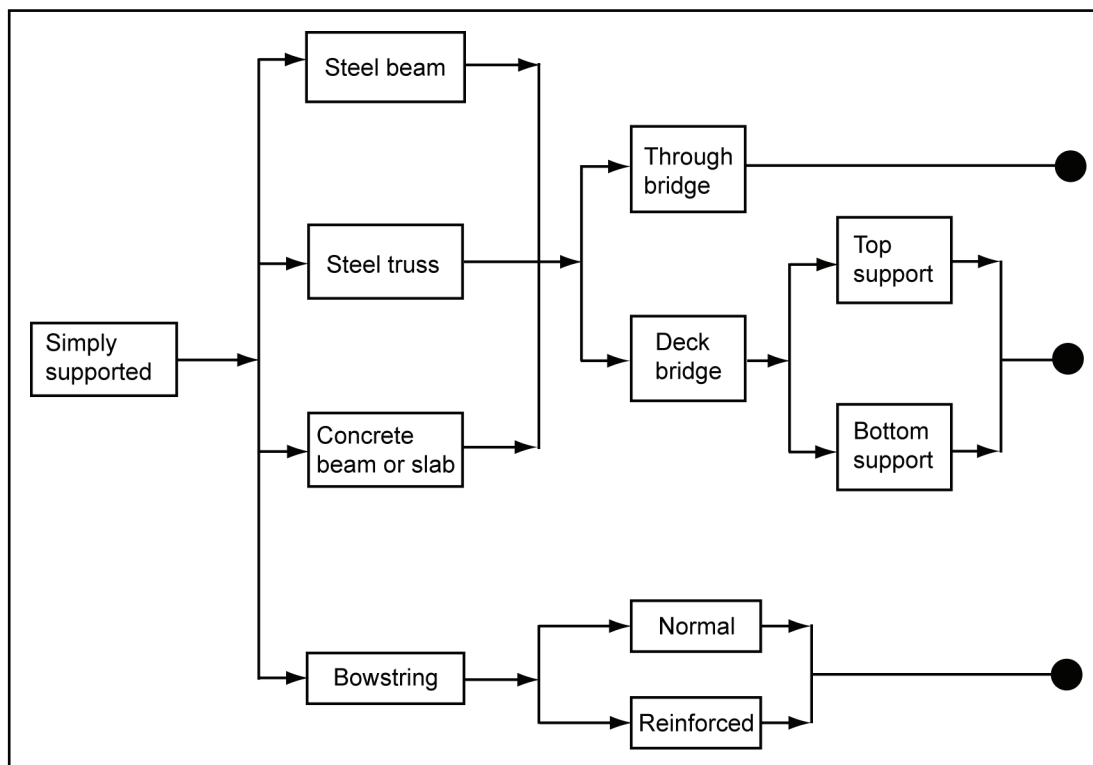 Steel beam
Through
bridge
Top
support
Steel truss
Simply
supported
Deck
bridge
Concrete
beam or slab
Bottom
support
Normal
Bowstring
Reinforced